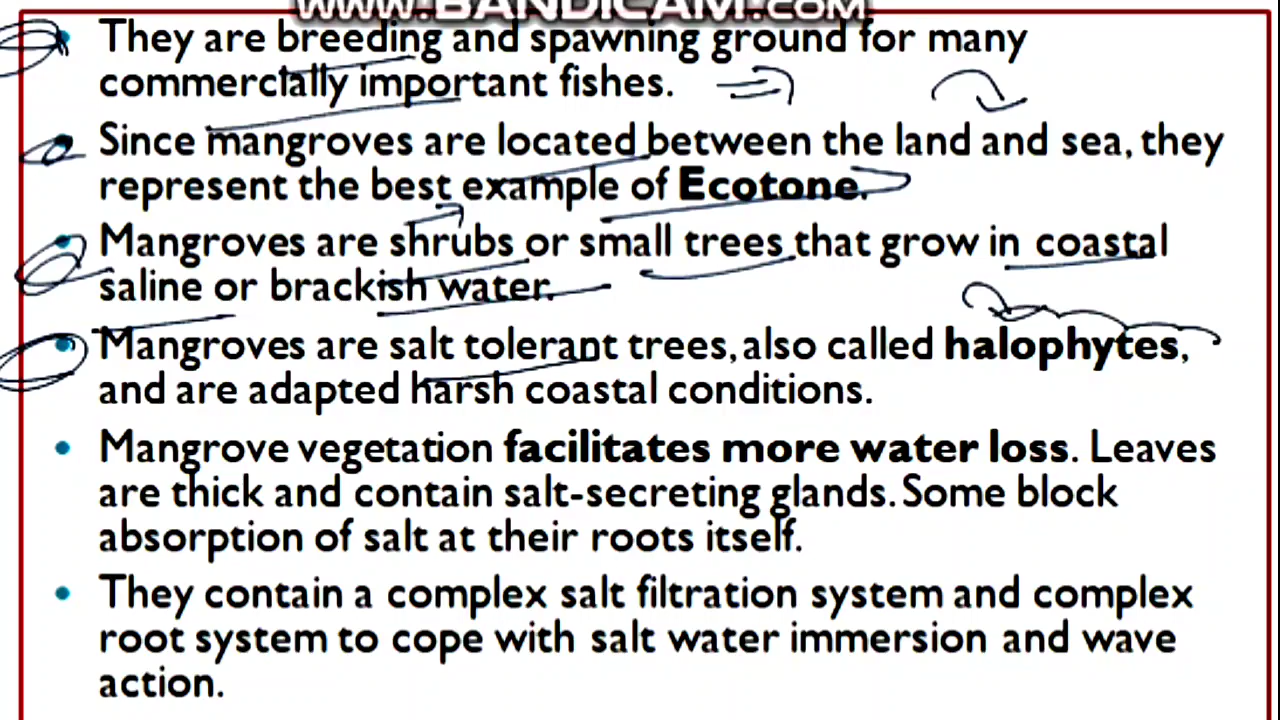 WWW.BANDICAM.COM
• They are breeding and spawning ground for many
commercially important fishes.
• Since mangroves are located between the land and sea, they
represent the best example of Ecotone.
• Mangroves are shrubs or small trees that grow in coastal
saline or brackish water.
• Mangroves are salt tolerant trees, also called halophytes,
and are adapted harsh coastal conditions.
• Mangrove vegetation facilitates more water loss. Leaves
are thick and contain salt-secreting glands. Some block
absorption of salt at their roots itself.
• They contain a complex salt filtration system and complex
root system to cope with salt water immersion and wave
action.